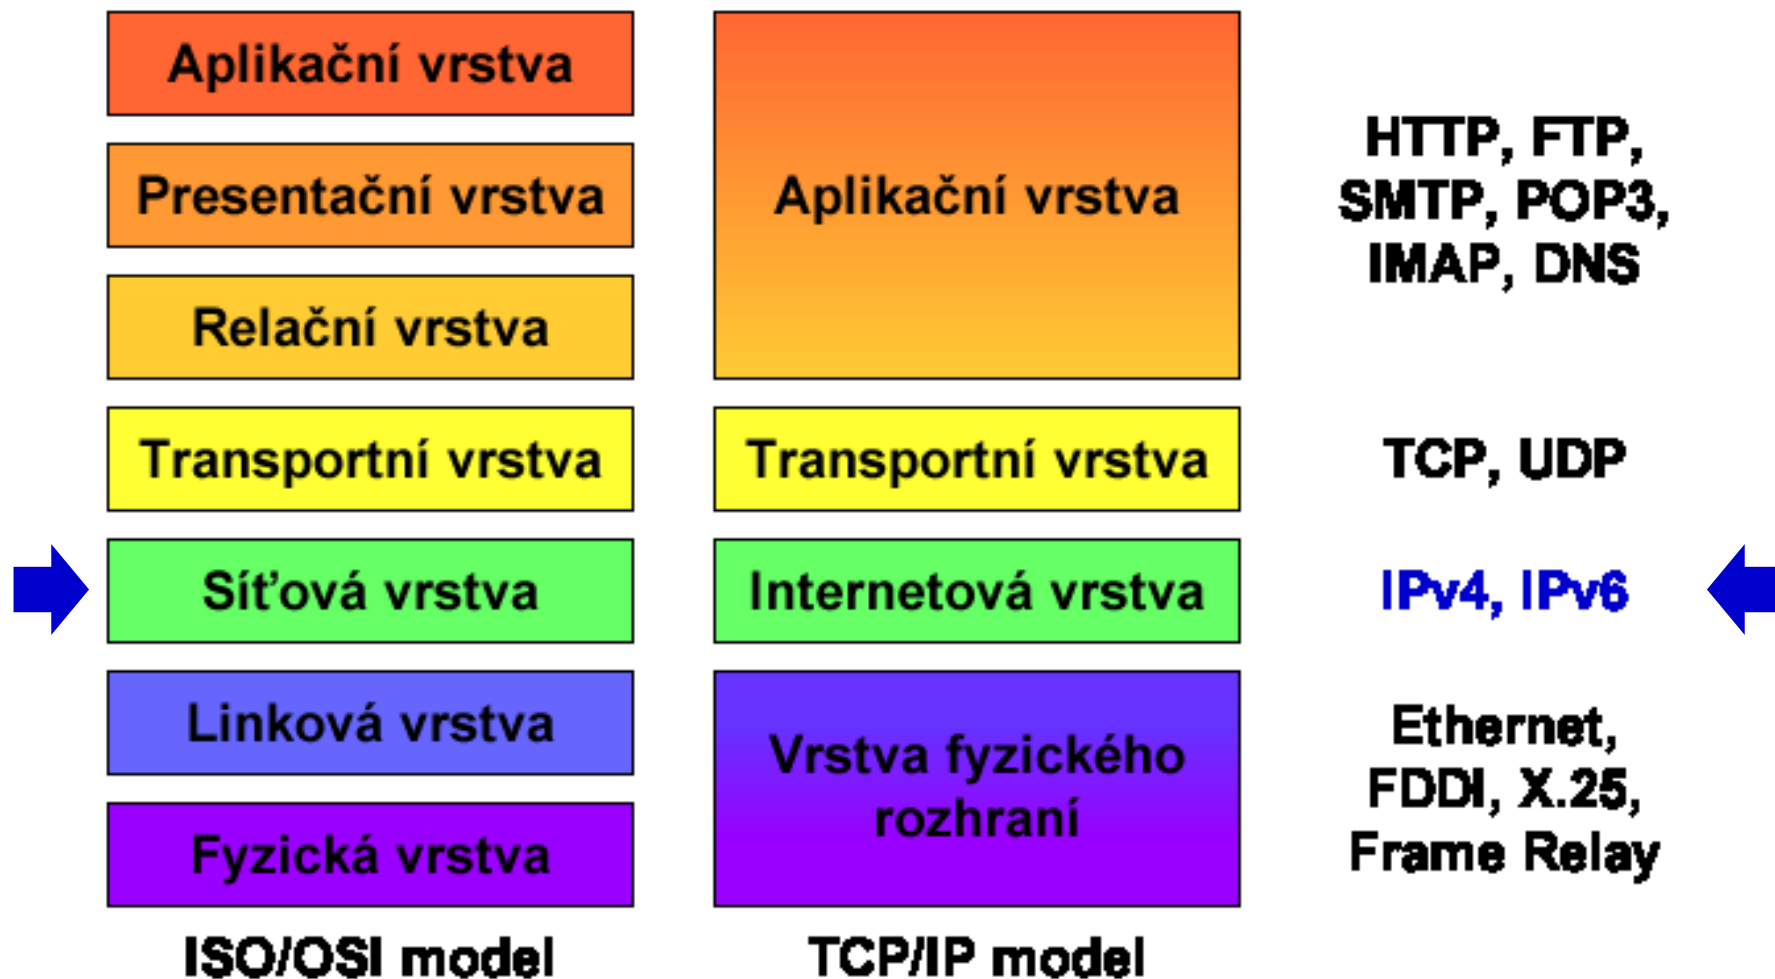 Aplikační vrstva
Presentační vrstva
Relační vrstva
Transportní vrstva
Síťová vrstva
Linková vrstva
Fyzická vrstva
ISO/OSI model
Aplikační vrstva
Transportní vrstva
Internetová vrstva
Vrstva fyzického
rozhraní
TCP/IP model
HTTP, FTP,
SMTP, POP3,
IMAP, DNS
TCP, UDP
IPv4, IPv6
Ethernet,
FDDI, X.25,
Frame Relay